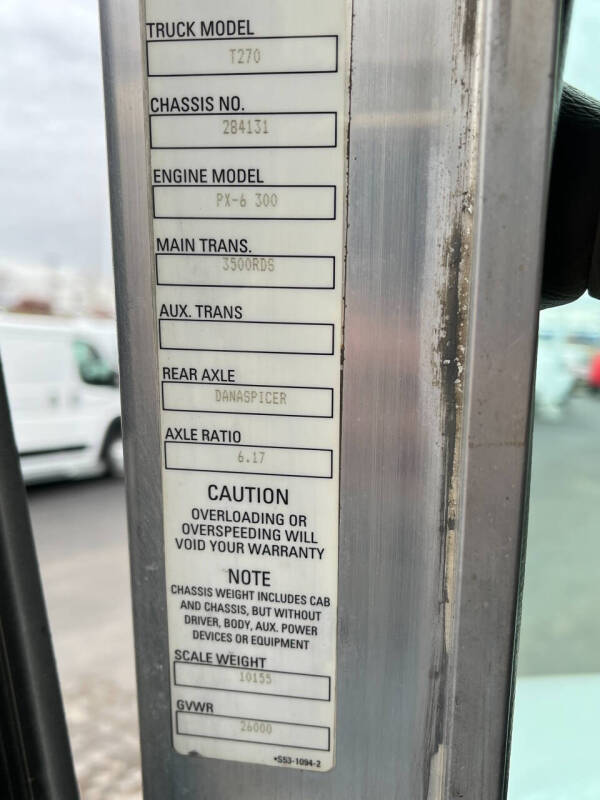 TRUCK MODEL
T270
CHASSIS NO.
284131
ENGINE MODEL
PX-6 300
MAIN TRANS.
3500RDS
AUX. TRANS
REAR AXLE
DANASPICER
AXLE RATIO
6.17
CAUTION
OVERLOADING OR
OVERSPEEDING WILL
VOID YOUR WARRANTY
NOTE
CHASSIS WEIGHT INCLUDES CAB
AND CHASSIS, BUT WITHOUT
DRIVER, BODY, AUX. POWER
DEVICES OR EQUIPMENT
SCALE WEIGHT
10155
GVWR
26000
*S53-1094-2